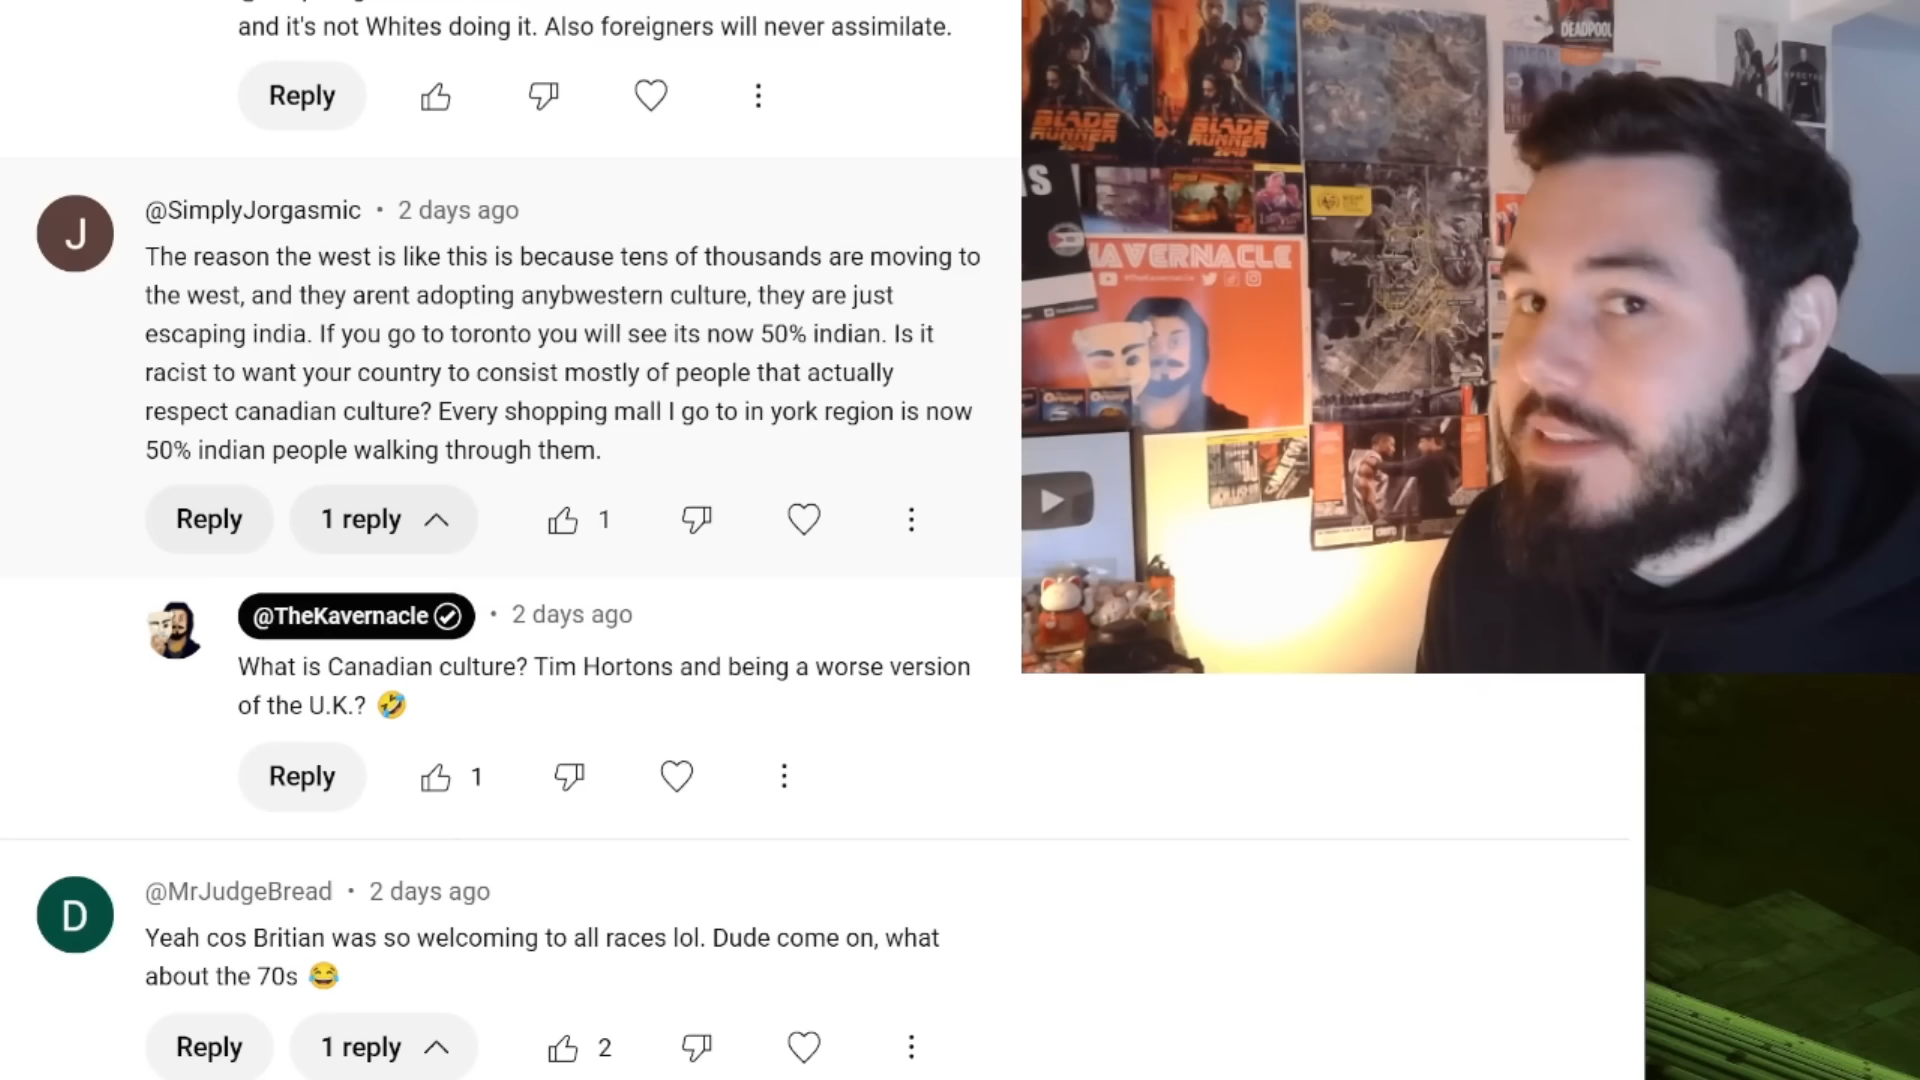 and it's not Whites doing it. Also foreigners will never assimilate.
Reply
@SimplyJorgasmic • 2 days ago
The reason the west is like this is because tens of thousands are moving to
the west, and they arent adopting anybwestern culture, they are just
escaping india. If you go to toronto you will see its now 50% indian. Is it
racist to want your country to consist mostly of people that actually
respect canadian culture? Every shopping mall I go to in york region is now
50% indian people walking through them.
Reply 1 reply 1
@TheKavernacle • 2 days ago
What is Canadian culture? Tim Hortons and being a worse version
of the U.K.? 🤣
Reply 1
@MrJudgeBread • 2 days ago
Yeah cos Britian was so welcoming to all races lol. Dude come on, what
about the 70s 😂
Reply 1 reply 2
J
D
BLADE
RUNNER
2049
BLADE
RUNNER
2049
DEADPOOL
SPECTRE
KAVERNACLE